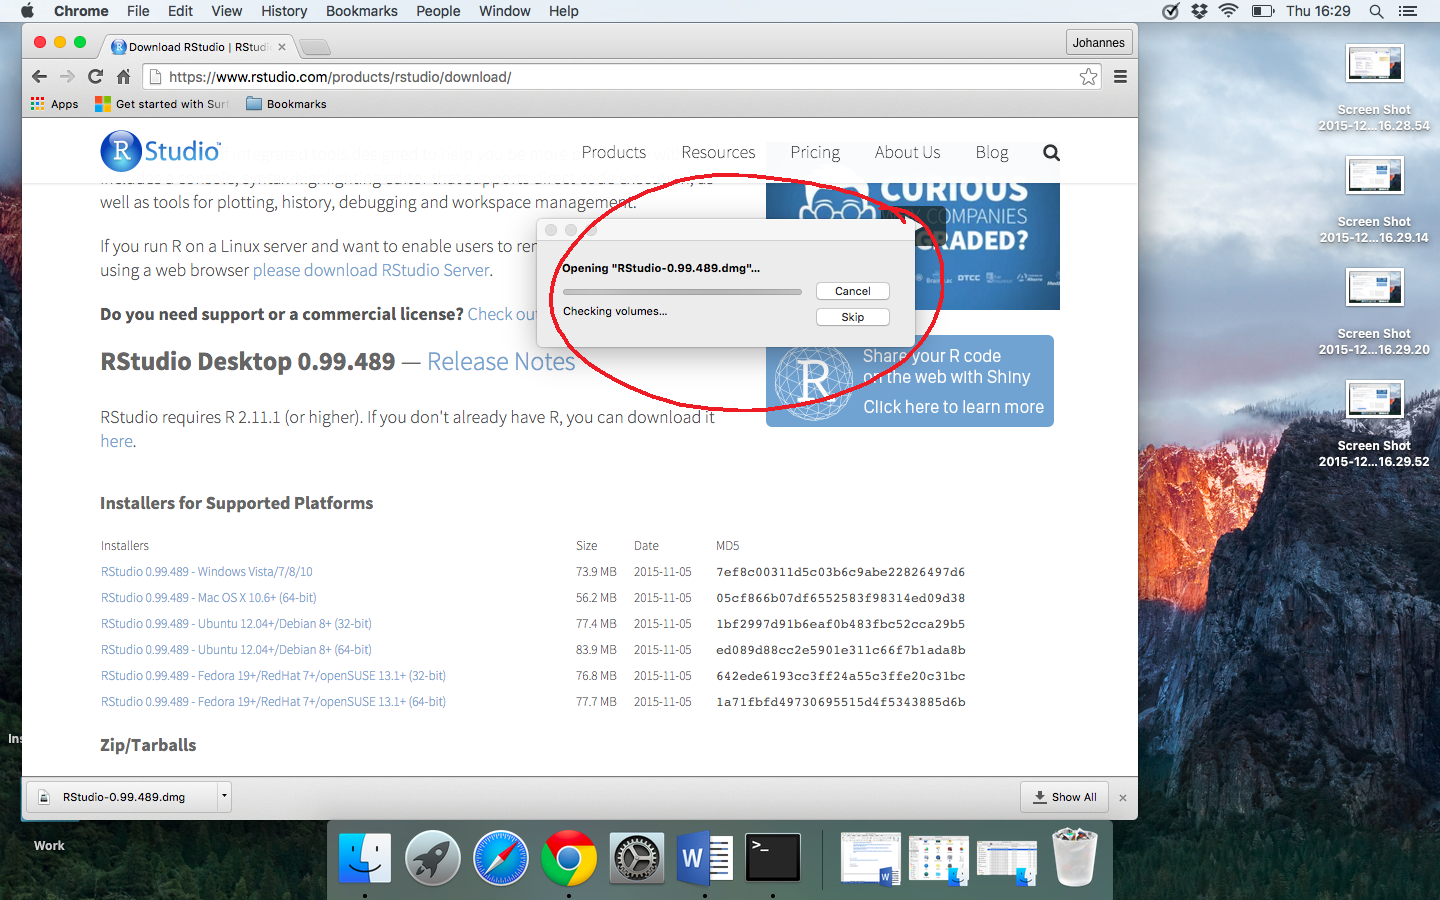 Chrome File Edit View History Bookmarks People Window Help Thu 16:29
Download RStudio | RStudi Johannes
https://www.rstudio.com/products/rstudio/download/
Apps Get started with Surf Bookmarks
R Studio Products Resources Pricing About Us Blog
well as tools for plotting, history, debugging and workspace management.
If you run R on a Linux server and want to enable users to
using a web browser please download RStudio Server.
Do you need support or a commercial license? Check out
RStudio Desktop 0.99.489 — Release Notes
RStudio requires R 2.11.1 (or higher). If you don't already have R, you can download it
here.
CURIOUS
COMPANIES
GRADED?
DTCC
Opening "RStudio-0.99.489.dmg"...
Cancel
Checking volumes...
Skip
R
Share your R code
on the web with Shiny
Click here to learn more
Installers for Supported Platforms
Installers Size Date MD5
RStudio 0.99.489 - Windows Vista/7/8/10 73.9 MB 2015-11-05 7ef8c00311d5c03b6c9abe22826497d6
RStudio 0.99.489 - Mac OS X 10.6+ (64-bit) 56.2 MB 2015-11-05 05cf866b07df6552583f98314ed09d38
RStudio 0.99.489 - Ubuntu 12.04+/Debian 8+ (32-bit) 77.4 MB 2015-11-05 1bf2997d91b6eaf0b483fbc52cca29b5
RStudio 0.99.489 - Ubuntu 12.04+/Debian 8+ (64-bit) 83.9 MB 2015-11-05 ed089d88cc2e5901e311c66f7b1ada8b
RStudio 0.99.489 - Fedora 19+/RedHat 7+/openSUSE 13.1+ (32-bit) 76.8 MB 2015-11-05 642ede6193cc3ff24a55c3ffe20c31bc
RStudio 0.99.489 - Fedora 19+/RedHat 7+/openSUSE 13.1+ (64-bit) 77.7 MB 2015-11-05 1a71fbfd49730695515d4f5343885d6b
Zip/Tarballs
RStudio-0.99.489.dmg Show All
Screen Shot
2015-12...16.28.54
Screen Shot
2015-12...16.29.14
Screen Shot
2015-12...16.29.20
Screen Shot
2015-12...16.29.52
Ins
Work
W
>_
W